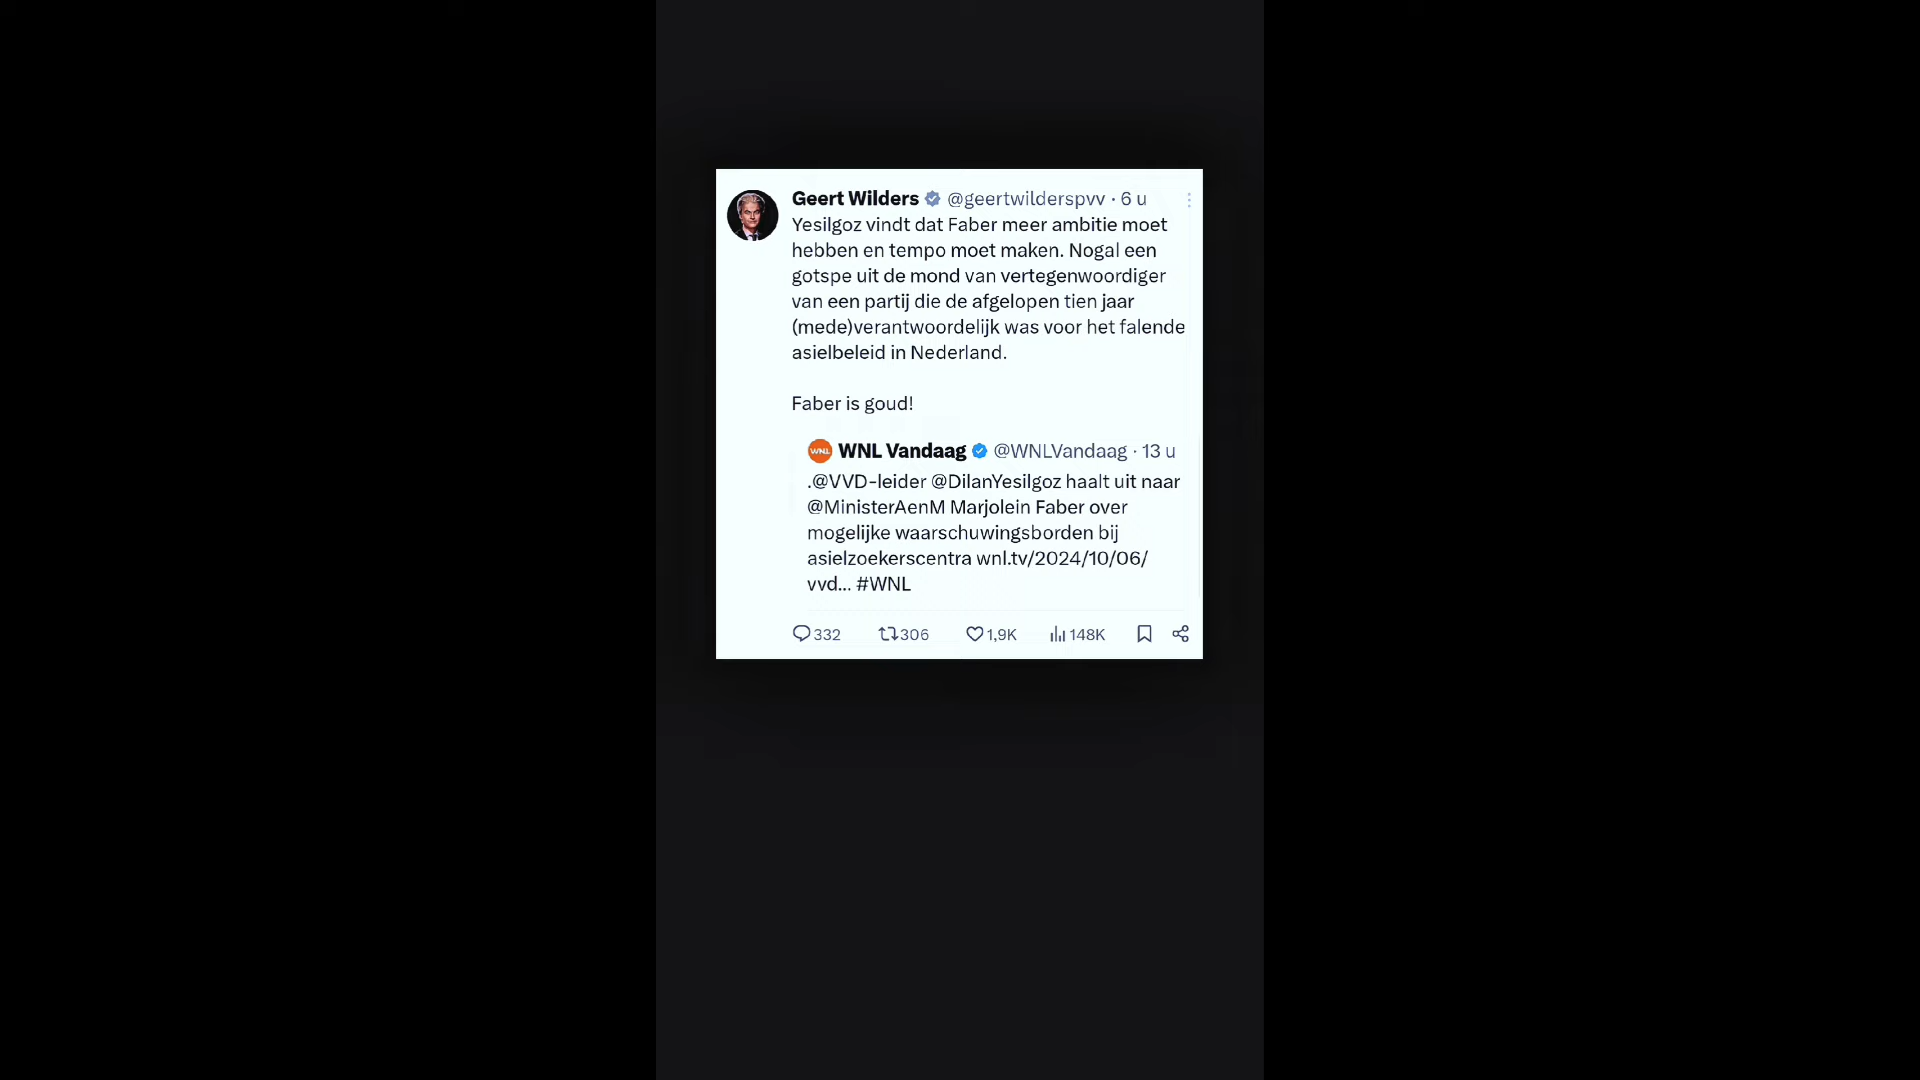 Geert Wilders @geertwilderspvv · 6 u
Yesilgoz vindt dat Faber meer ambitie moet
hebben en tempo moet maken. Nogal een
gotspe uit de mond van vertegenwoordiger
van een partij die de afgelopen tien jaar
(mede)verantwoordelijk was voor het falende
asielbeleid in Nederland.
Faber is goud!
WNL WNL Vandaag @WNLVandaag · 13 u
.@VVD-leider @DilanYesilgoz haalt uit naar
@MinisterAenM Marjolein Faber over
mogelijke waarschuwingsborden bij
asielzoekerscentra wnl.tv/2024/10/06/
vvd... #WNL
332 306 1,9K 148K